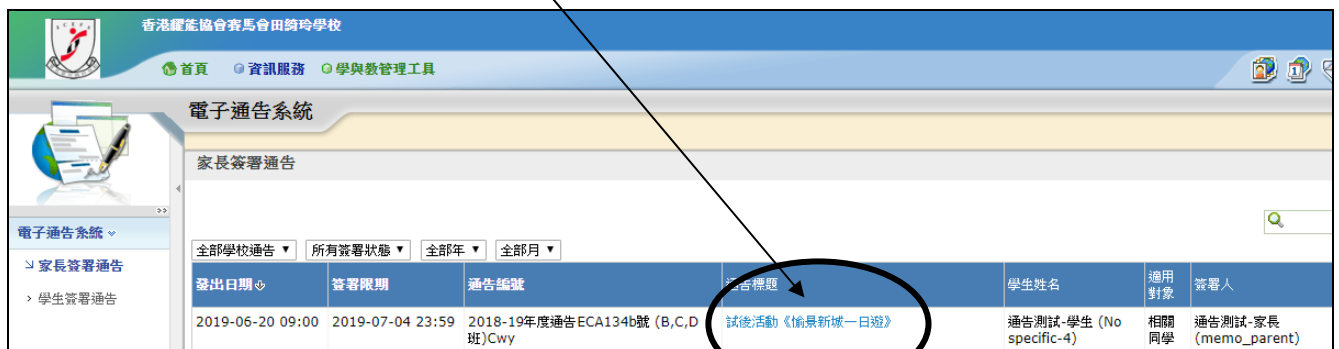 香港耀能協會賽馬會田綺玲學校
首頁 資訊服務 學與教管理工具
電子通告系統
家長簽署通告
電子通告系統
家長簽署通告
學生簽署通告
全部學校通告 所有簽署狀態 全部年 全部月
發出日期 簽署限期 通告編號 通告標題 學生姓名 適用對象 簽署人
2019-06-20 09:00 2019-07-04 23:59 2018-19年度通告ECA134b號 (B,C,D 試後活動《愉景新城一日遊》 通告測試-學生 (No 相關 通告測試-家長
班)Cwy specific-4) 同學 (memo_parent)